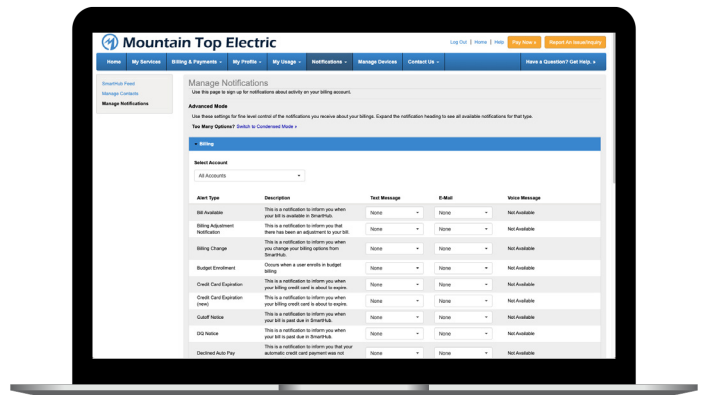 Mountain Top Electric
Log Out | Home | Help Pay Now » Report An Issue/Inquiry
Home My Services Billing & Payments My Profile My Usage Notifications Manage Devices Contact Us Have a Question? Get Help. »
SmartHub Feed
Manage Contacts
Manage Notifications
Manage Notifications
Use this page to sign up for notifications about activity on your billing account.
Advanced Mode
Use these settings for fine level control of the notifications you receive about your billings. Expand the notification heading to see all available notifications for that type.
Too Many Options? Switch to Condensed Mode »
Billing
Select Account
All Accounts
Alert Type Description Text Message E-Mail Voice Message
Bill Available This is a notification to inform you when your bill is available in SmartHub. None None Not Available
Billing Adjustment Notification This is a notification to inform you that there has been an adjustment to your bill. None None Not Available
Billing Change This is a notification to inform you when you change your billing options from SmartHub. None None Not Available
Budget Enrollment Occurs when a user enrolls in budget billing None None Not Available
Credit Card Expiration This is a notification to inform you when your billing credit card is about to expire. None None Not Available
Credit Card Expiration (new) This is a notification to inform you when your billing credit card is about to expire. None None Not Available
Cutoff Notice This is a notification to inform you when your bill is past due in SmartHub. None None Not Available
DQ Notice This is a notification to inform you when your bill is past due in SmartHub. None None Not Available
Declined Auto Pay This is a notification to inform you that your automatic credit card payment was not None None Not Available